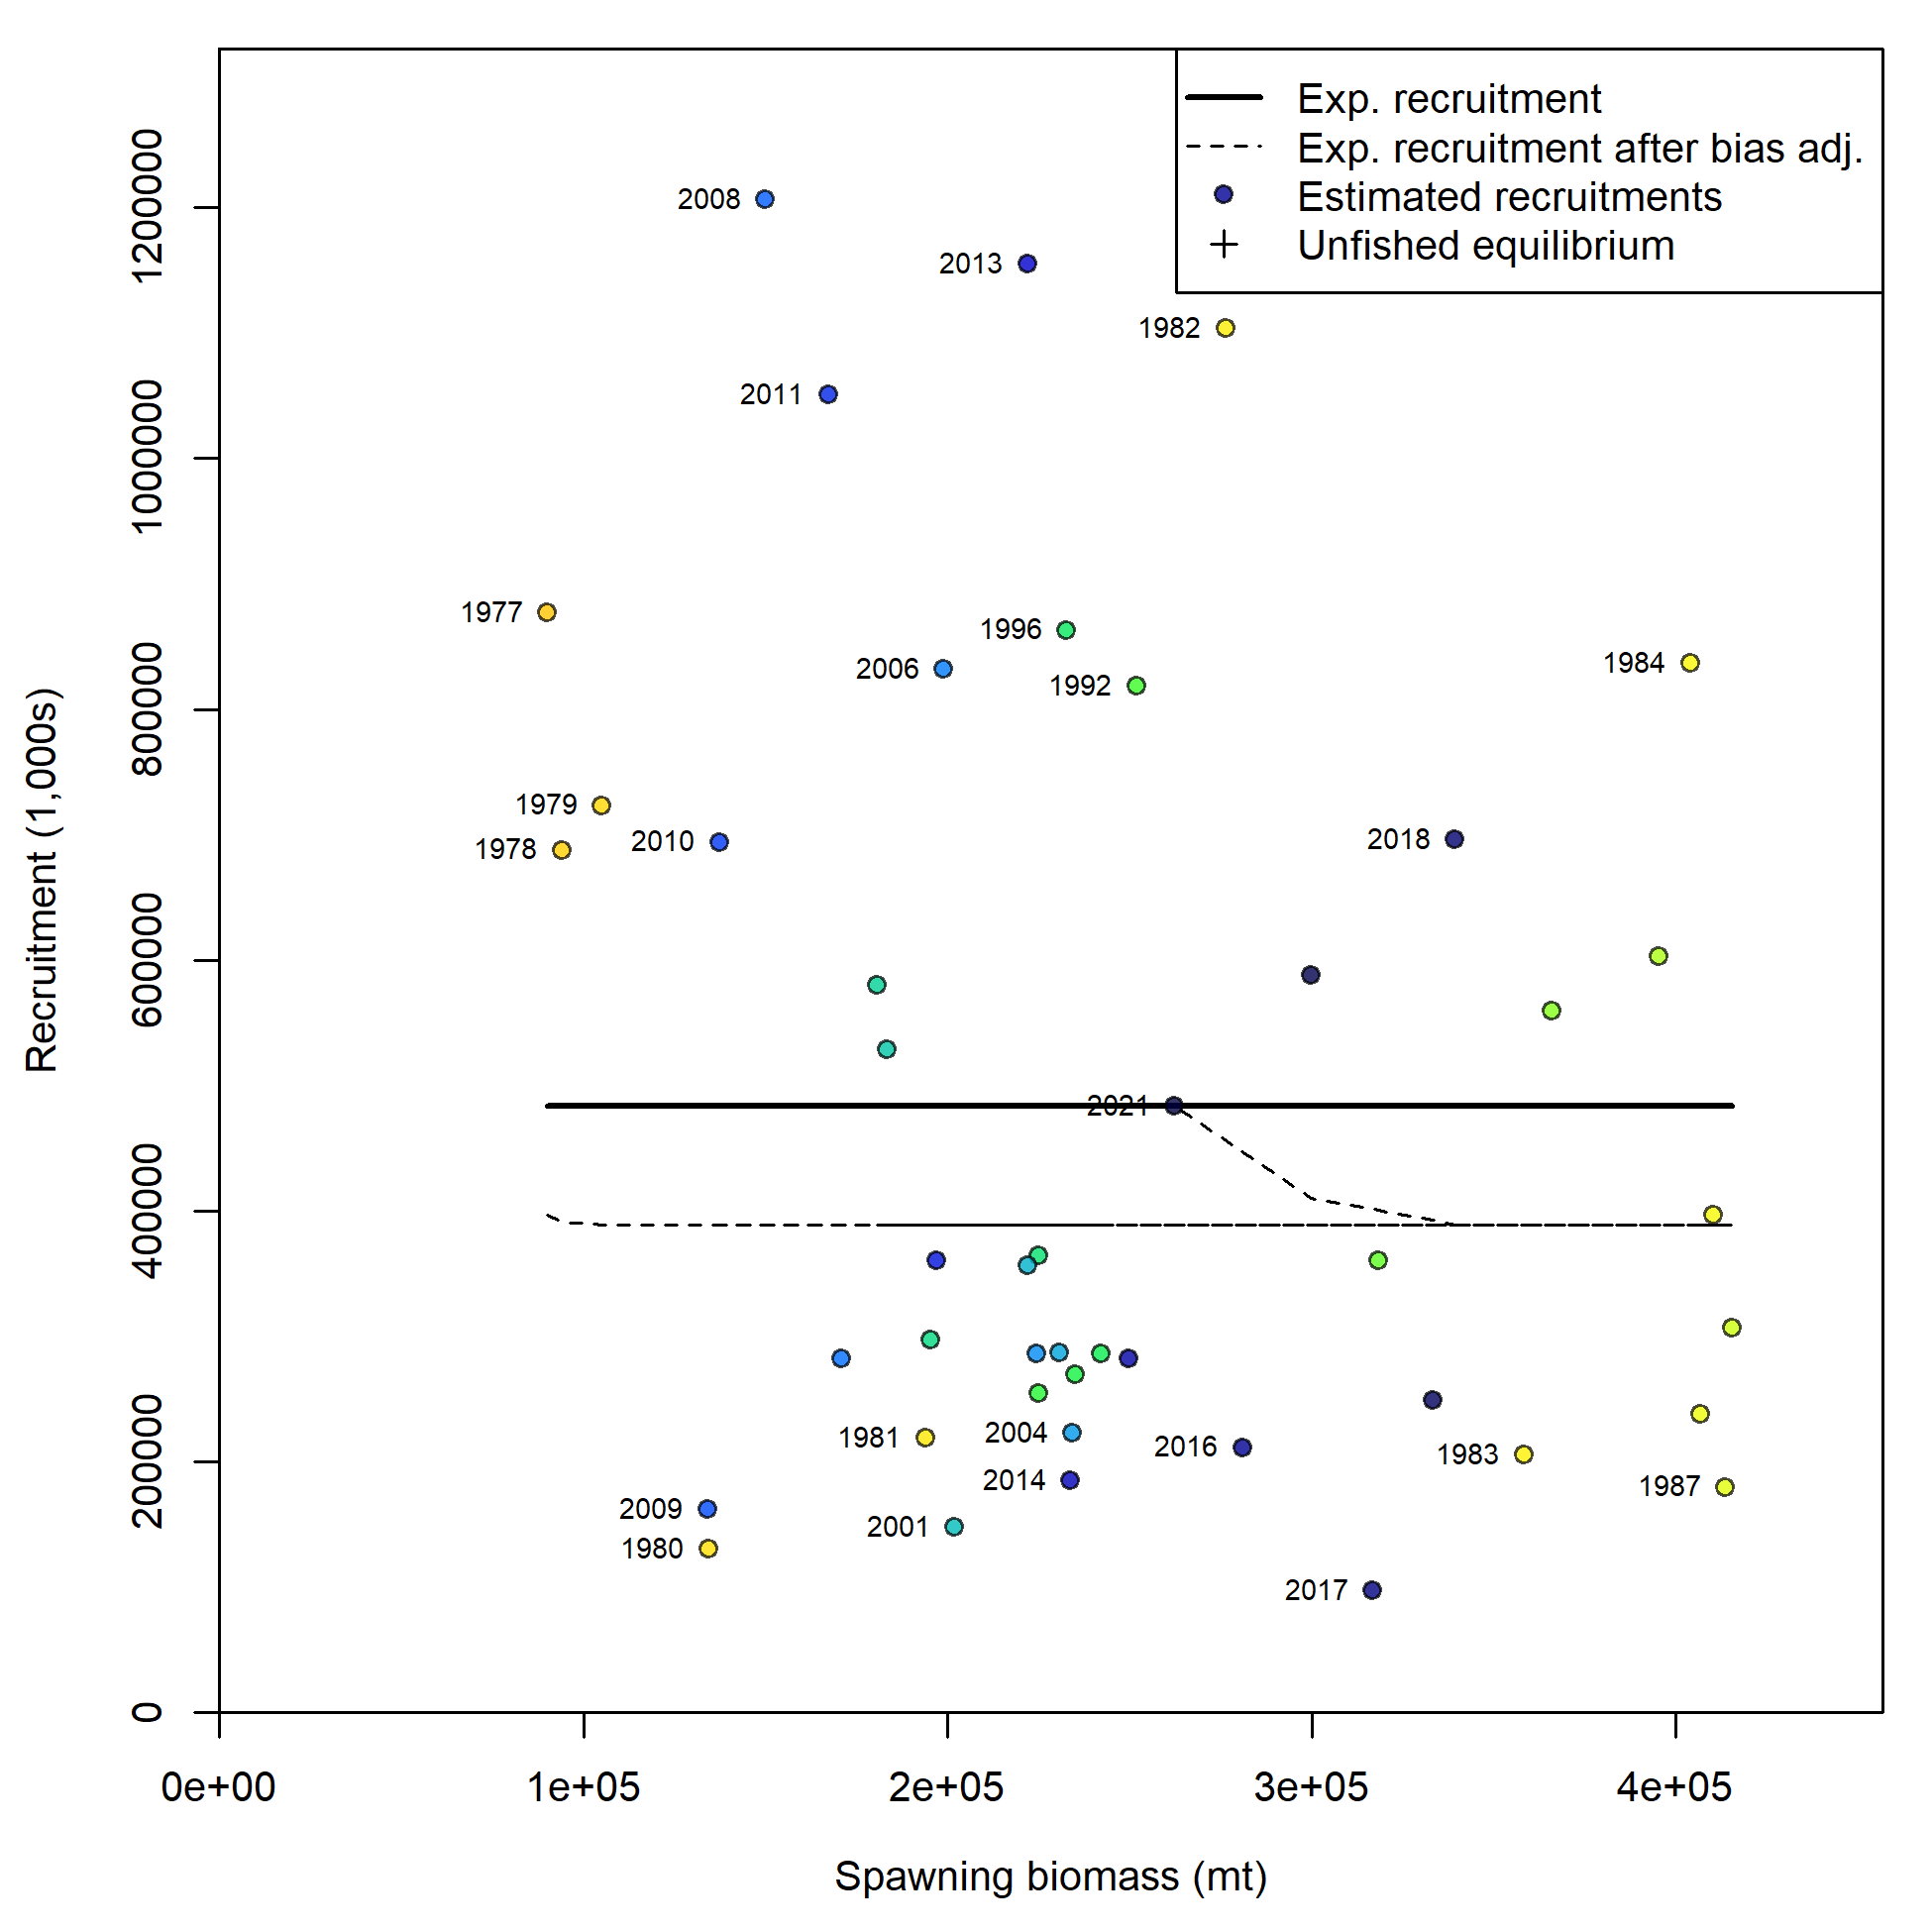 Exp. recruitment
Exp. recruitment after bias adj.
Estimated recruitments
Unfished equilibrium
2008
2013
1982
2011
1977
1996
2006
1992
1984
1979
1978
2010
2018
2021
1981
2004
2016
1983
2014
1987
2009
2001
1980
2017
Recruitment (1,000s)
1200000
1000000
800000
600000
400000
200000
0
0e+00
1e+05
2e+05
3e+05
4e+05
Spawning biomass (mt)